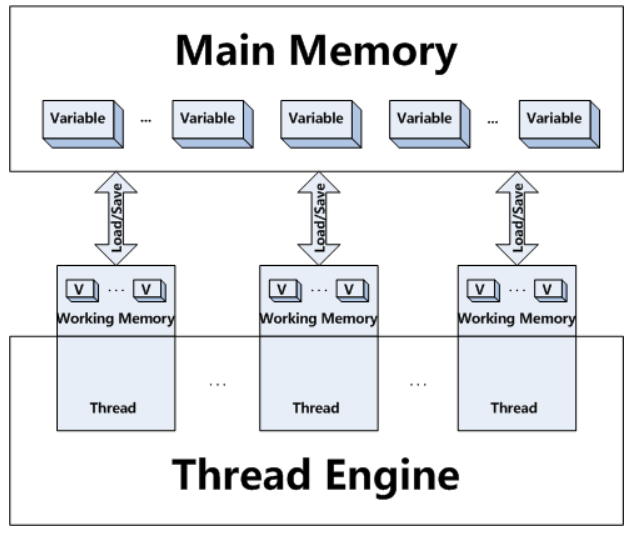 Main Memory
Variable ... Variable Variable Variable ... Variable
Load/Save Load/Save Load/Save
V ... V V ... V V ... V
Working Memory Working Memory Working Memory
... ...
Thread Thread Thread
Thread Engine